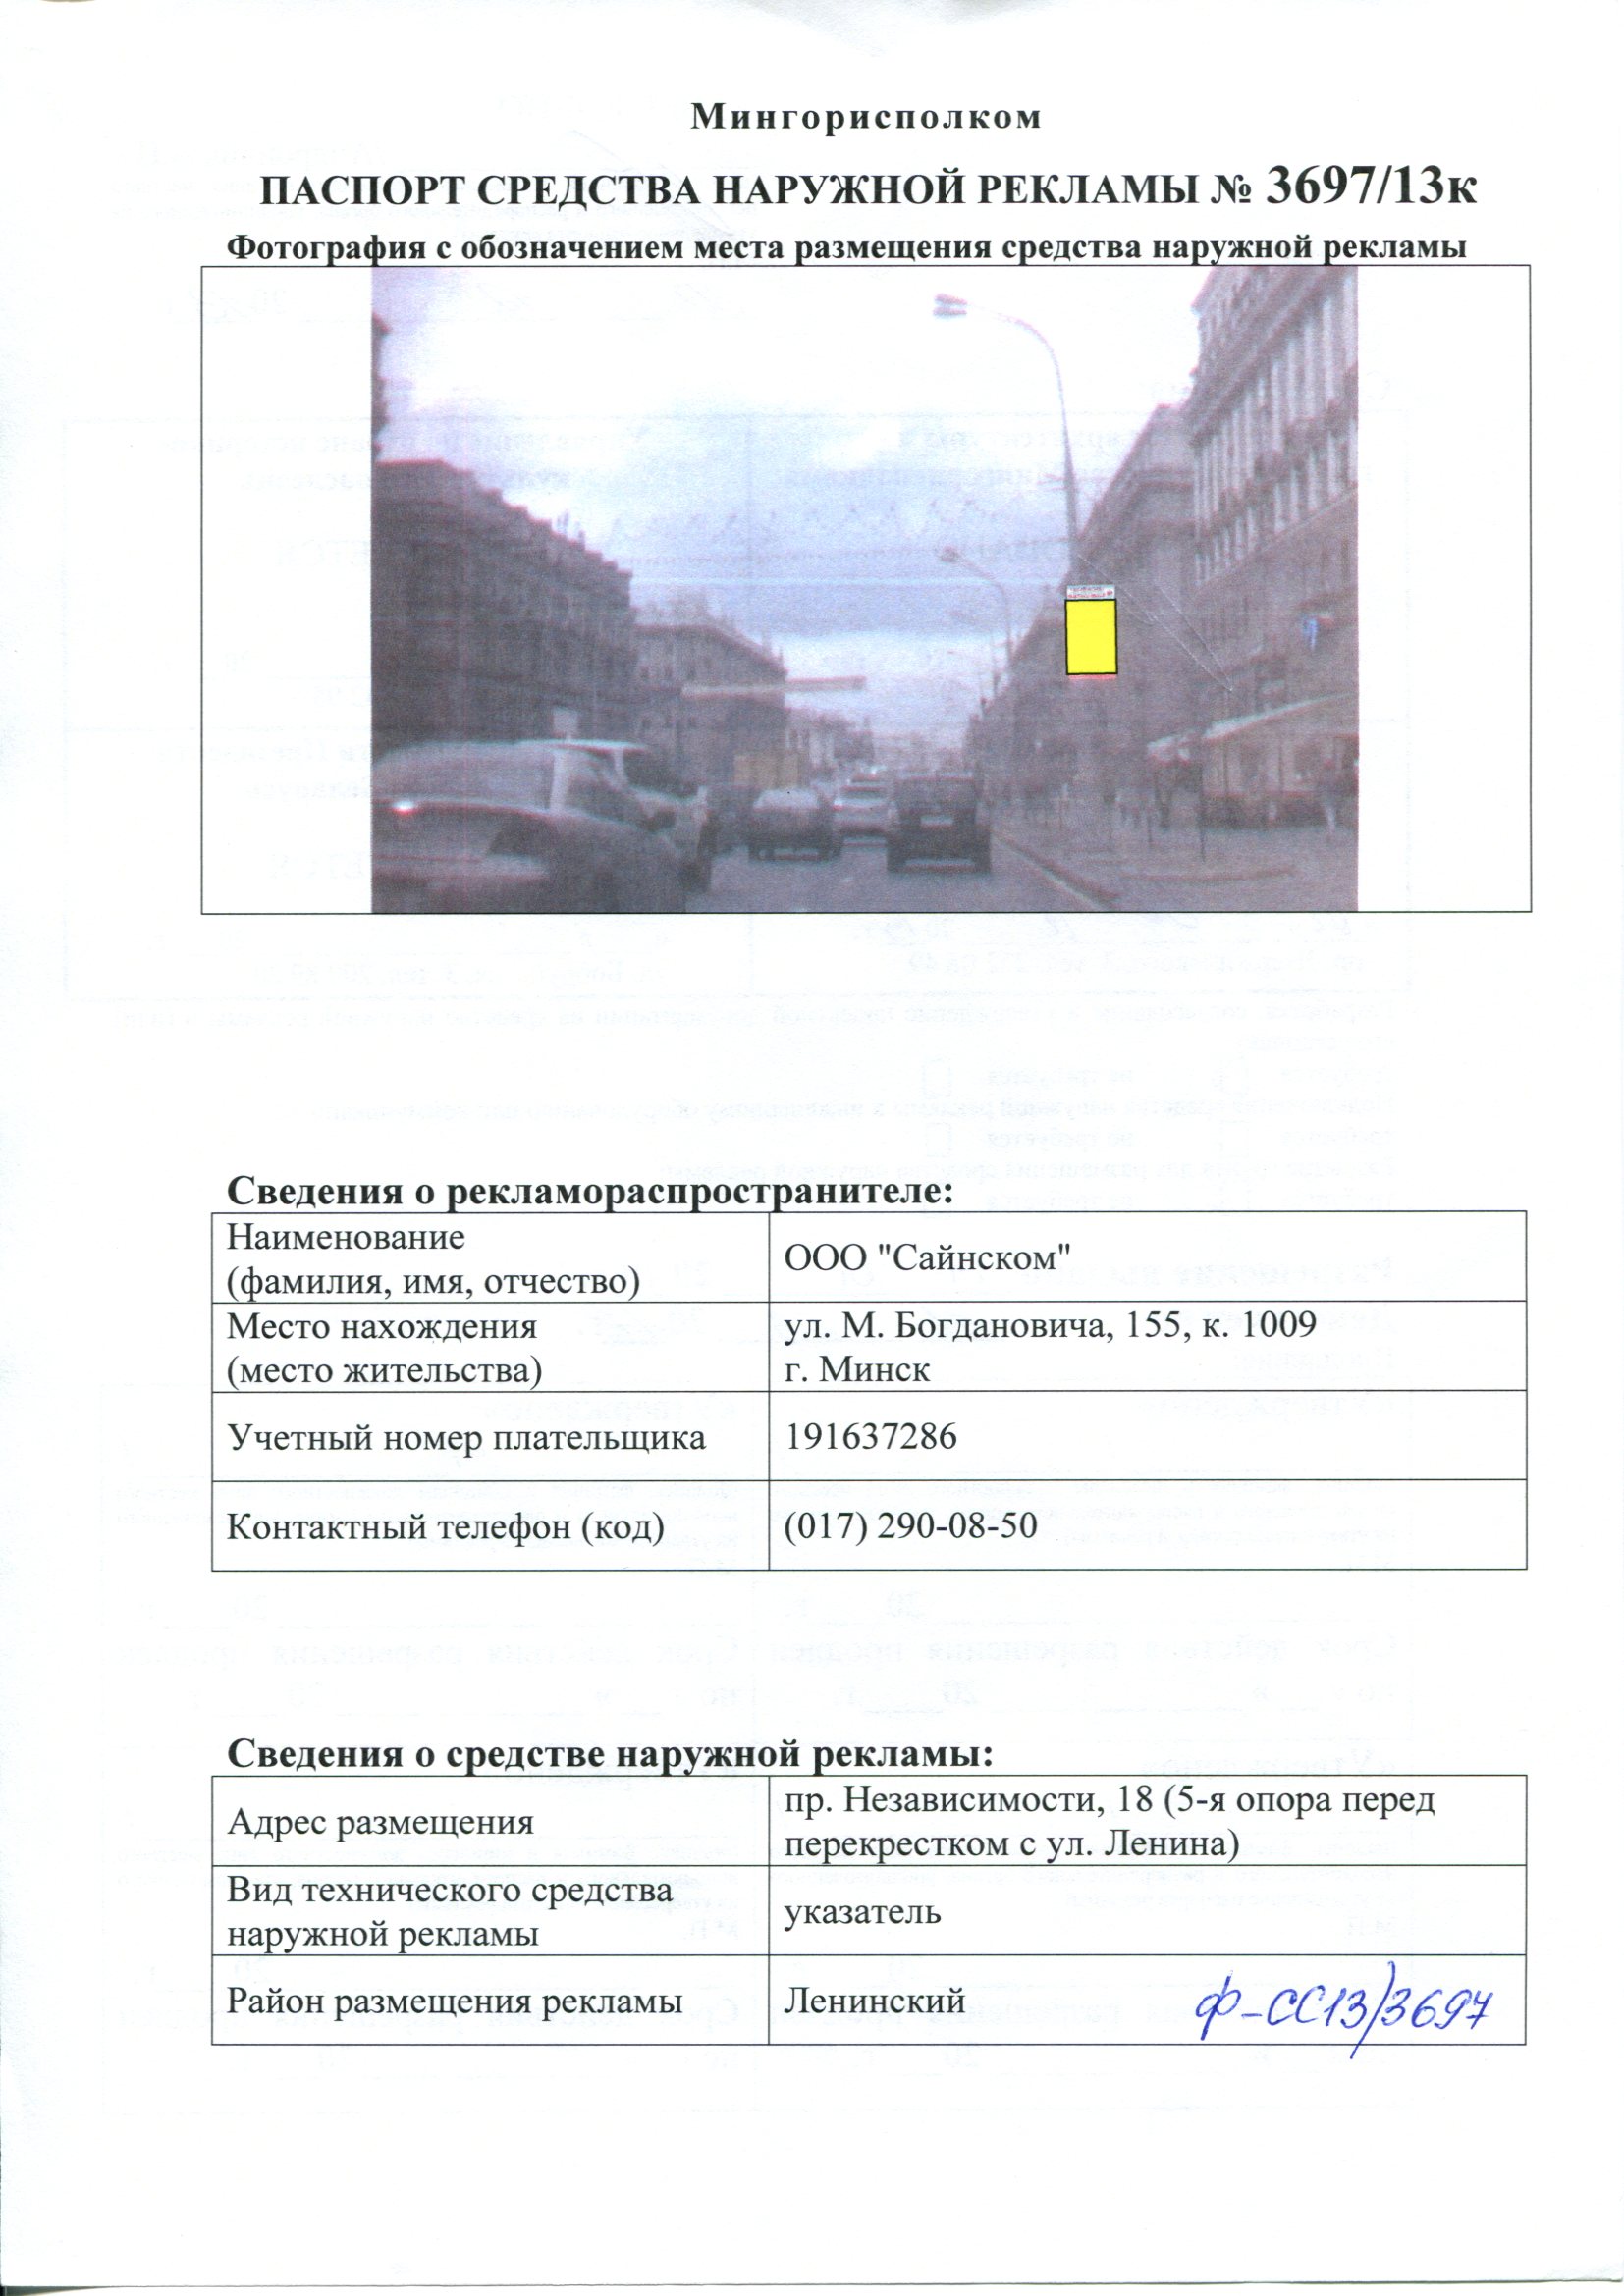 Мингорисполком
ПАСПОРТ СРЕДСТВА НАРУЖНОЙ РЕКЛАМЫ № 3697/13к
Фотография с обозначением места размещения средства наружной рекламы
Сведения о рекламораспространителе:
Наименование
(фамилия, имя, отчество)
ООО "Сайнском"
Место нахождения
(место жительства)
ул. М. Богдановича, 155, к. 1009
г. Минск
Учетный номер плательщика
191637286
Контактный телефон (код)
(017) 290-08-50
Сведения о средстве наружной рекламы:
Адрес размещения
пр. Независимости, 18 (5-я опора перед
перекрестком с ул. Ленина)
Вид технического средства
наружной рекламы
указатель
Район размещения рекламы
Ленинский
Ф-СС13/3697